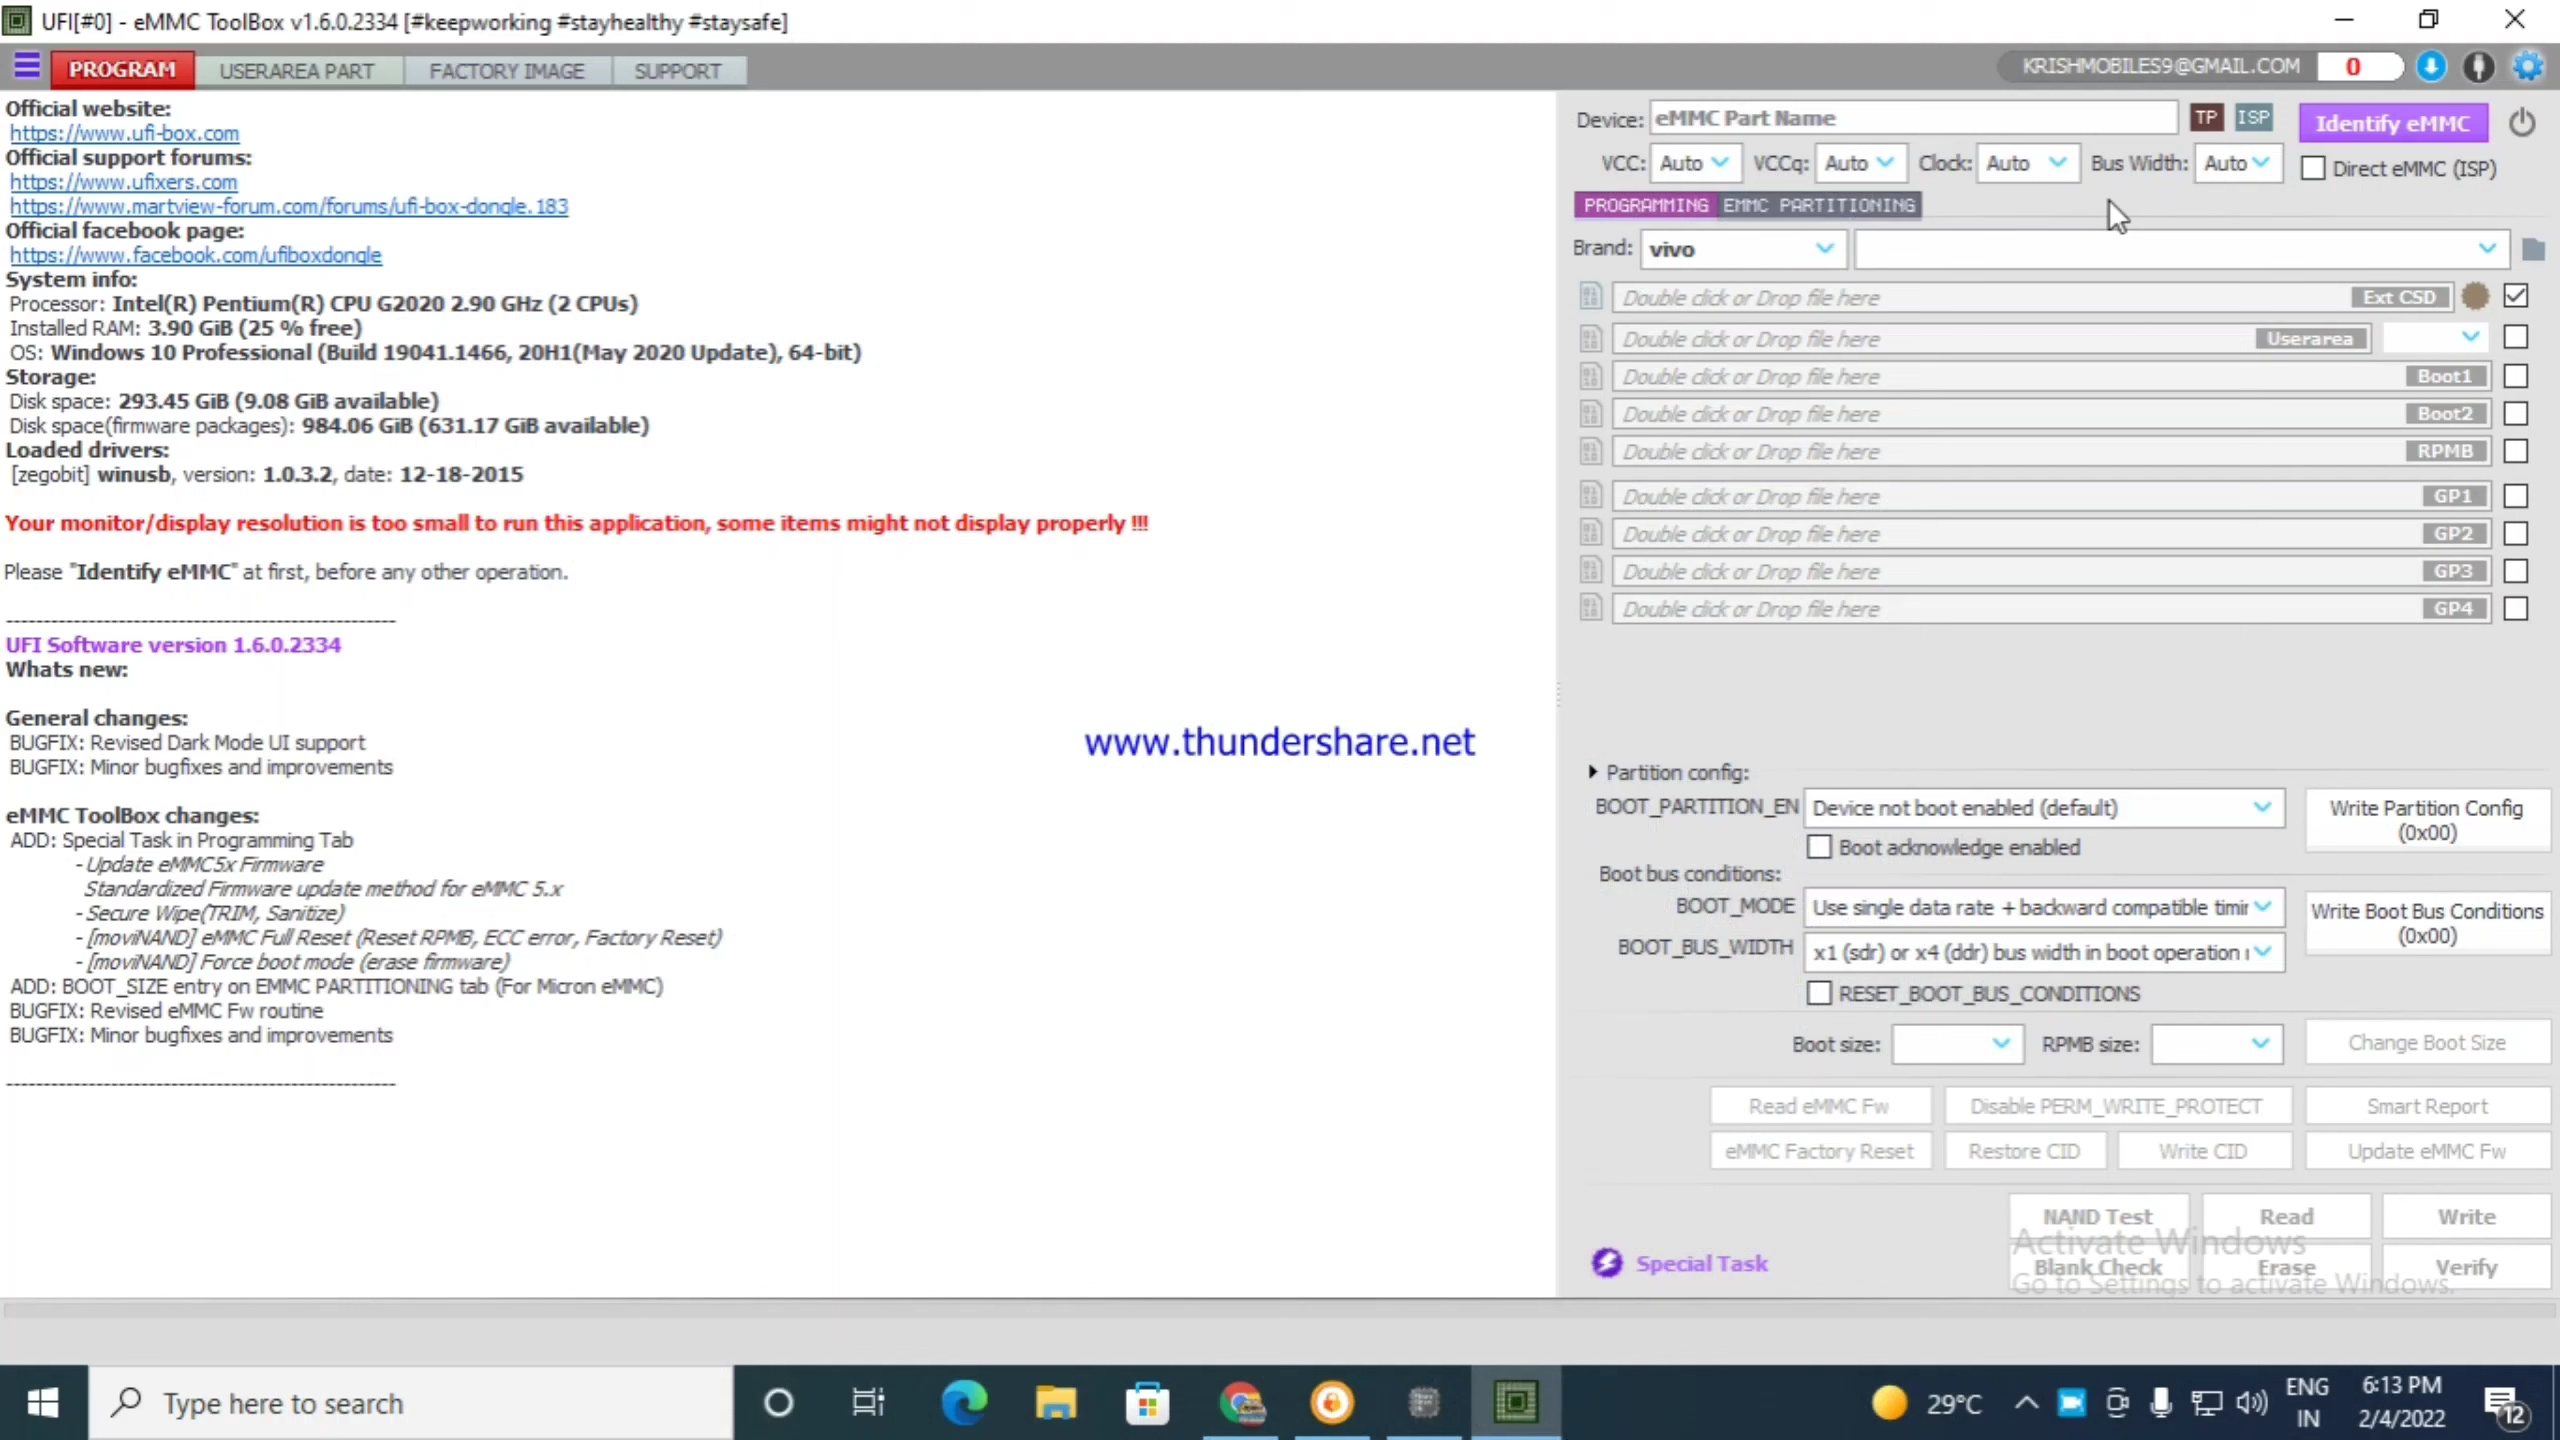 UFI[#0] - eMMC ToolBox v1.6.0.2334 [#keepworking #stayhealthy #staysafe]
PROGRAM USERAREA PART FACTORY IMAGE SUPPORT
KRISHMOBILES9@GMAIL.COM 0
Official website:
https://www.ufi-box.com
Official support forums:
https://www.ufixers.com
https://www.martview-forum.com/forums/ufi-box-dongle.183
Official facebook page:
https://www.facebook.com/ufiboxdongle
System info:
Processor: Intel(R) Pentium(R) CPU G2020 2.90 GHz (2 CPUs)
Installed RAM: 3.90 GiB (25 % free)
OS: Windows 10 Professional (Build 19041.1466, 20H1(May 2020 Update), 64-bit)
Storage:
Disk space: 293.45 GiB (9.08 GiB available)
Disk space(firmware packages): 984.06 GiB (631.17 GiB available)
Loaded drivers:
[zegobit] winusb, version: 1.0.3.2, date: 12-18-2015
Your monitor/display resolution is too small to run this application, some items might not display properly !!!
Please "Identify eMMC" at first, before any other operation.
--------------------------------------------------
UFI Software version 1.6.0.2334
Whats new:
General changes:
BUGFIX: Revised Dark Mode UI support
BUGFIX: Minor bugfixes and improvements
eMMC ToolBox changes:
ADD: Special Task in Programming Tab
- Update eMMC5x Firmware
Standardized Firmware update method for eMMC 5.x
- Secure Wipe(TRIM, Sanitize)
- [moviNAND] eMMC Full Reset (Reset RPMB, ECC error, Factory Reset)
- [moviNAND] Force boot mode (erase firmware)
ADD: BOOT_SIZE entry on EMMC PARTITIONING tab (For Micron eMMC)
BUGFIX: Revised eMMC Fw routine
BUGFIX: Minor bugfixes and improvements
--------------------------------------------------
www.thundershare.net
Device: eMMC Part Name TP ISP Identify eMMC
VCC: Auto VCCq: Auto Clock: Auto Bus Width: Auto Direct eMMC (ISP)
PROGRAMMING EMMC PARTITIONING
Brand: vivo
Double click or Drop file here Ext CSD
Double click or Drop file here Userarea
Double click or Drop file here Boot1
Double click or Drop file here Boot2
Double click or Drop file here RPMB
Double click or Drop file here GP1
Double click or Drop file here GP2
Double click or Drop file here GP3
Double click or Drop file here GP4
Partition config:
BOOT_PARTITION_EN Device not boot enabled (default) Write Partition Config (0x00)
Boot acknowledge enabled
Boot bus conditions:
BOOT_MODE Use single data rate + backward compatible timir Write Boot Bus Conditions (0x00)
BOOT_BUS_WIDTH x1 (sdr) or x4 (ddr) bus width in boot operation
RESET_BOOT_BUS_CONDITIONS
Boot size: RPMB size: Change Boot Size
Read eMMC Fw Disable PERM_WRITE_PROTECT Smart Report
eMMC Factory Reset Restore CID Write CID Update eMMC Fw
NAND Test Read Write
Activate Windows
Special Task Blank Check Erase Verify
Go to Settings to activate Windows.
Type here to search
29°C
ENG
IN
6:13 PM
2/4/2022
12